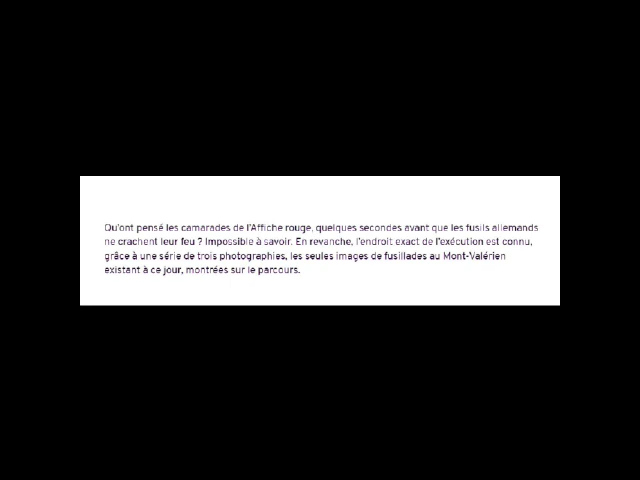 Qu'ont pensé les camarades de l'Affiche rouge, quelques secondes avant que les fusils allemands
ne crachent leur feu ? Impossible à savoir. En revanche, l'endroit exact de l'exécution est connu,
grâce à une série de trois photographies, les seules images de fusillades au Mont-Valérien
existant à ce jour, montrées sur le parcours.